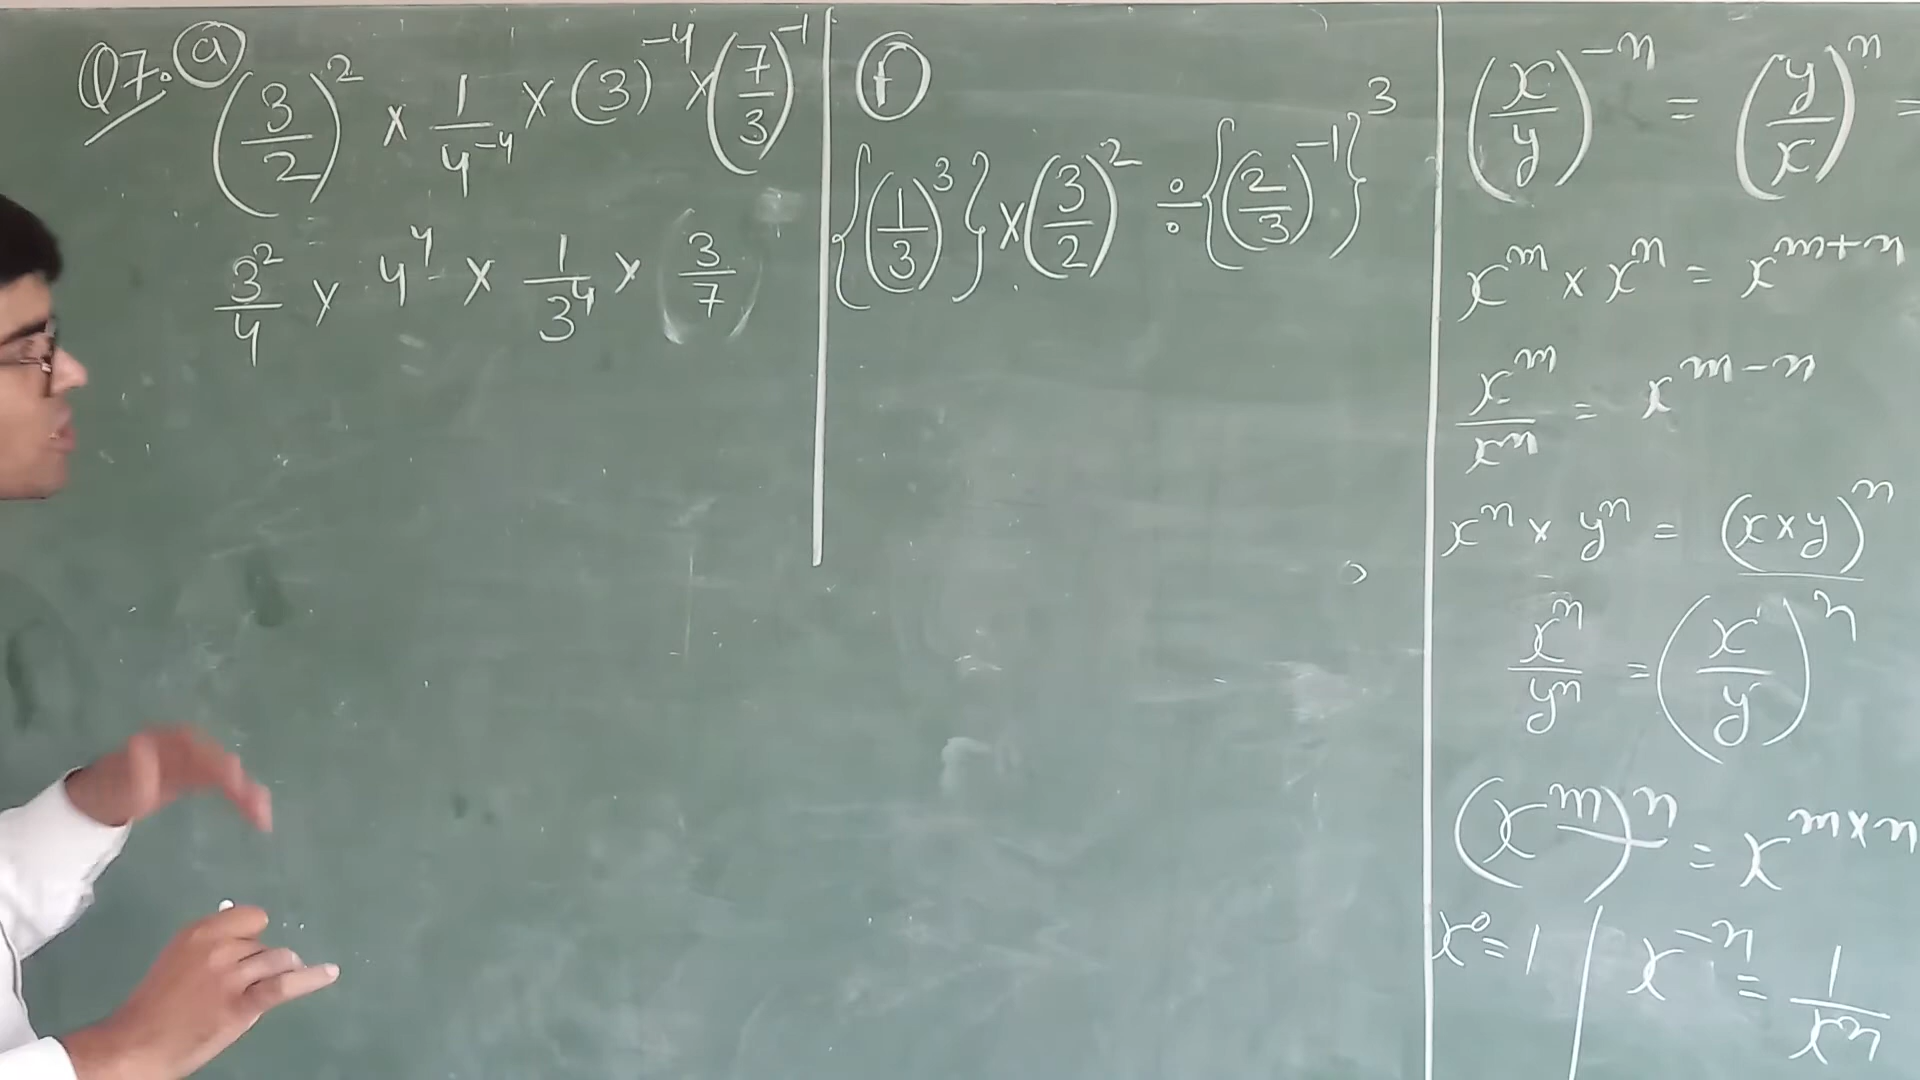 Q7. (a) (3/2)^2 × 1/4^-4 × (3)^-4 × (7/3)^-1
3^2/4 × 4^4 × 1/3^4 × 3/7
(f)
{(1/3)^3} × (3/2)^2 ÷ {(2/3)^-1}^3
(x/y)^-n = (y/x)^n =
x^m × x^n = x^m+n
x^m/x^n = x^m-n
x^n × y^n = (x×y)^n
x^n/y^n = (x/y)^n
(x^m)^n = x^m×n
x^0 = 1 | x^-n = 1/x^n